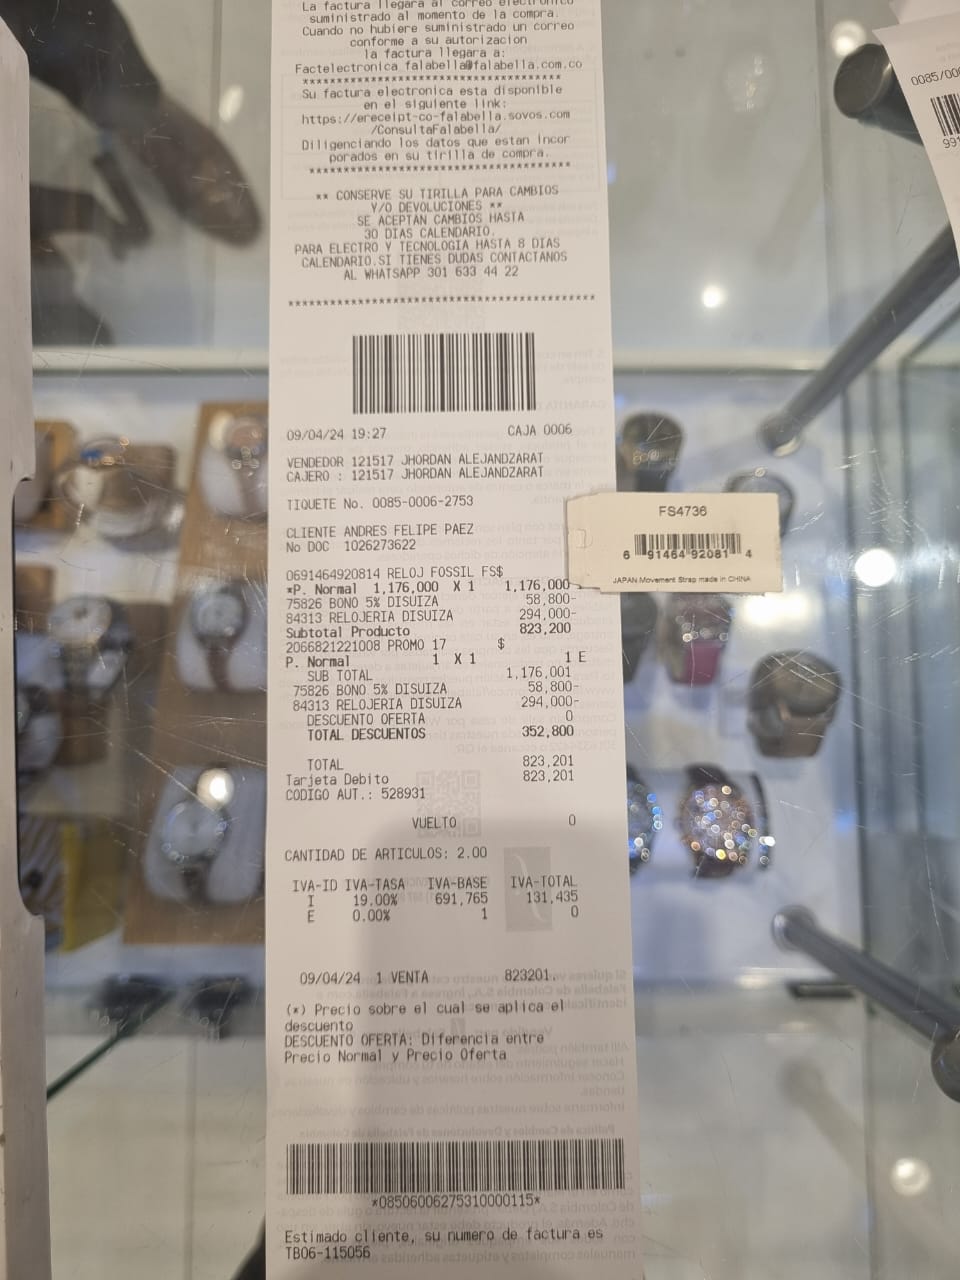 La factura llegara al correo electronico
suministrado al momento de la compra.
Cuando no hubiere suministrado un correo
conforme a su autorizacion
la factura llegara a:
Factelectronica falabella@falabella.com.co
****************************************
Su factura electronica esta disponible
en el siguiente link:
https://ereceipt-co-falabella.sovos.com
/ConsultaFalabella/
Diligenciando los datos que estan incor
porados en su tirilla de compra.
****************************************
** CONSERVE SU TIRILLA PARA CAMBIOS
Y/O DEVOLUCIONES **
SE ACEPTAN CAMBIOS HASTA
30 DIAS CALENDARIO.
PARA ELECTRO Y TECNOLOGIA HASTA 8 DIAS
CALENDARIO.SI TIENES DUDAS CONTACTANOS
AL WHATSAPP 301 633 44 22
****************************************
09/04/24 19:27 CAJA 0006
VENDEDOR 121517 JHORDAN ALEJANDZARAT
CAJERO : 121517 JHORDAN ALEJANDZARAT
TIQUETE No. 0085-0006-2753
CLIENTE ANDRES FELIPE PAEZ
No DOC 1026273622
0691464920814 RELOJ FOSSIL FS$
*P. Normal 1,176,000 X 1 1,176,000
75826 BONO 5% DISUIZA 58,800-
84313 RELOJERIA DISUIZA 294,000-
Subtotal Producto 823,200
2066821221008 PROMO 17 $
P. Normal 1 X 1 1 E
SUB TOTAL 1,176,001
75826 BONO 5% DISUIZA 58,800-
84313 RELOJERIA DISUIZA 294,000-
DESCUENTO OFERTA 0
TOTAL DESCUENTOS 352,800
TOTAL 823,201
Tarjeta Debito 823,201
CODIGO AUT.: 528931
VUELTO 0
CANTIDAD DE ARTICULOS: 2.00
IVA-ID IVA-TASA IVA-BASE IVA-TOTAL
I 19.00% 691,765 131,435
E 0.00% 1 0
09/04/24 1 VENTA 823201
(*) Precio sobre el cual se aplica el
descuento
DESCUENTO OFERTA: Diferencia entre
Precio Normal y Precio Oferta
*08506006275310000115*
Estimado cliente, su numero de factura es
TB06-115056
FS4736
6 91464 92081 4
JAPAN Movement Strap made in CHINA
0085/00
991